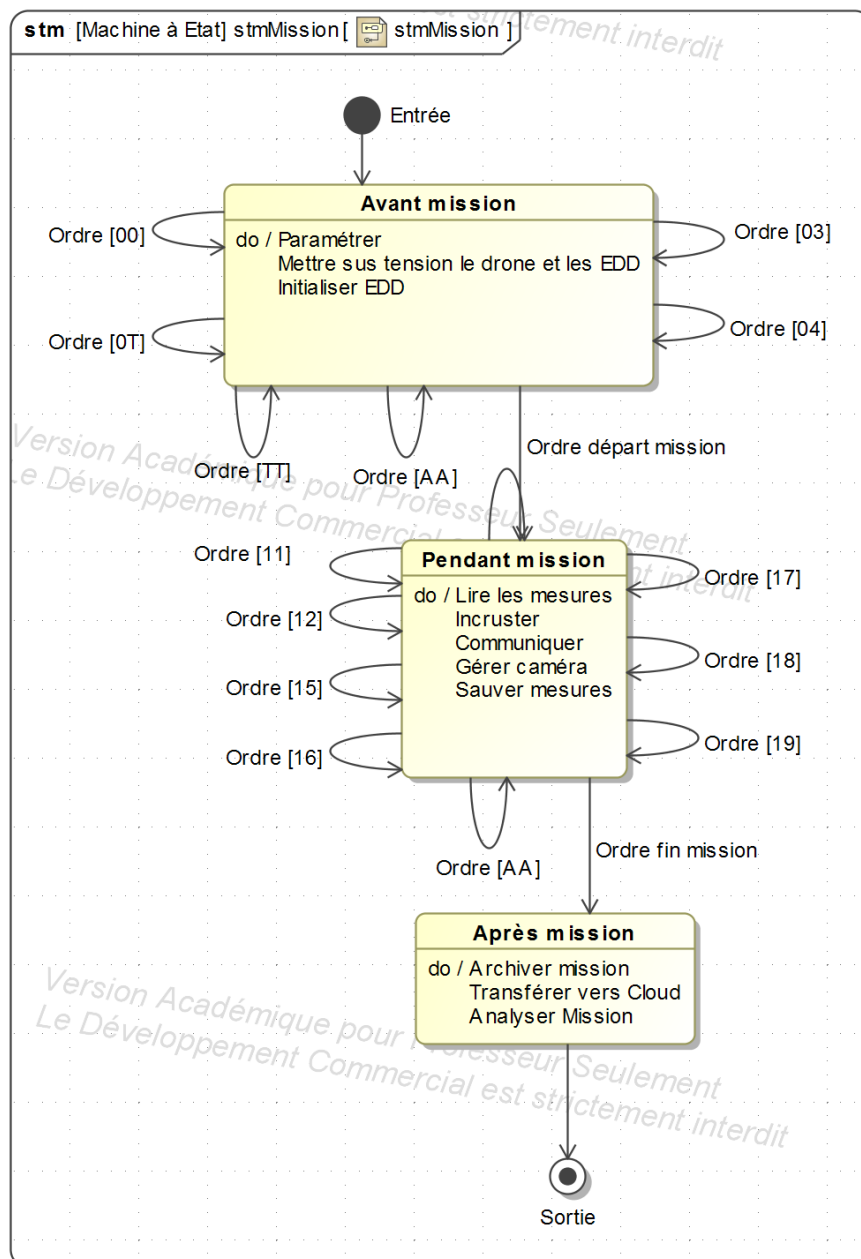 stm [Machine à Etat] stmMission [ stmMission ]
est strictement interdit
Entrée
Avant mission
do / Paramétrer
Mettre sus tension le drone et les EDD
Initialiser EDD
Ordre [00]
Ordre [03]
Ordre [0T]
Ordre [04]
Ordre [TT]
Ordre [AA]
Ordre départ mission
Version Académique pour Professeur Seulement
Le Développement Commercial est strictement interdit
Pendant mission
do / Lire les mesures
Incruster
Communiquer
Gérer caméra
Sauver mesures
Ordre [11]
Ordre [17]
Ordre [12]
Ordre [18]
Ordre [15]
Ordre [19]
Ordre [16]
Ordre [AA]
Ordre fin mission
Après mission
do / Archiver mission
Transférer vers Cloud
Analyser Mission
Version Académique pour Professeur Seulement
Le Développement Commercial est strictement interdit
Sortie